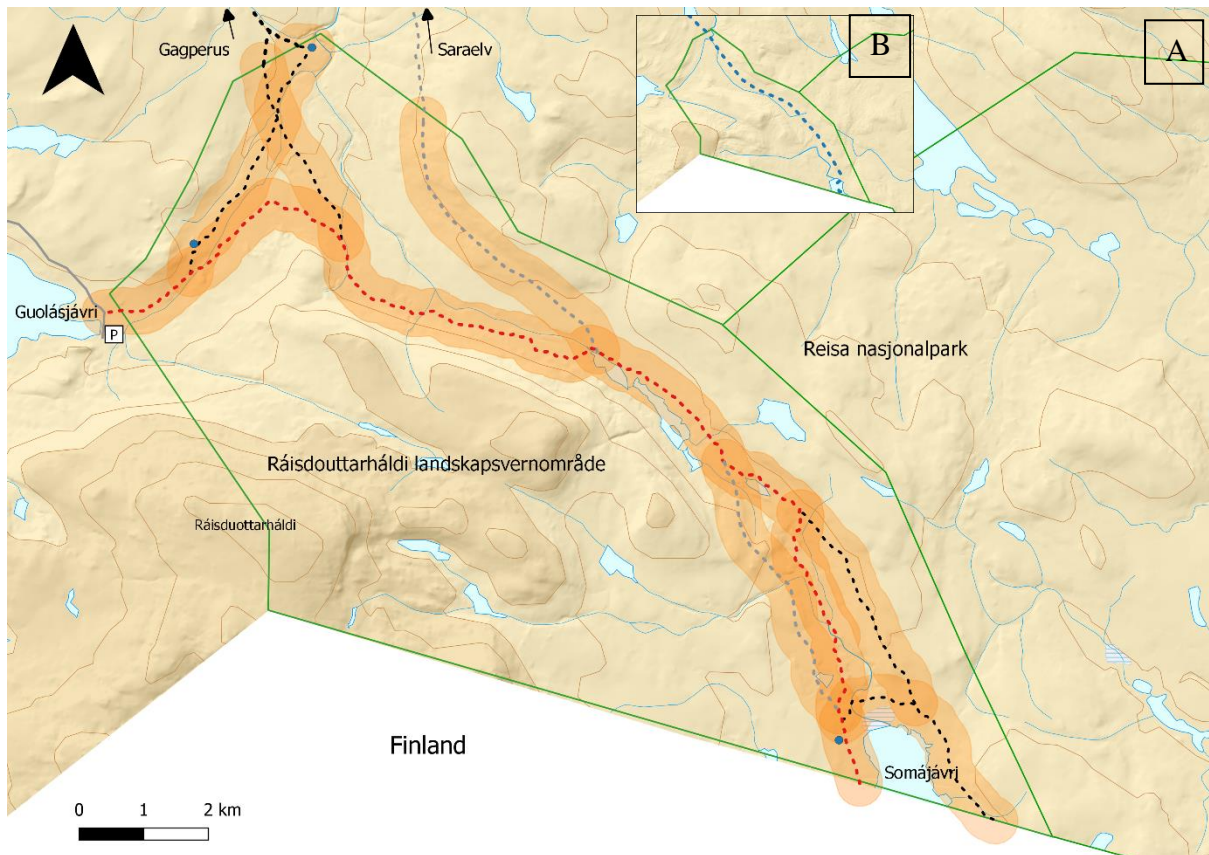 Gagperus
Saraelv
B
A
Guolásjávri
P
Reisa nasjonalpark
Ráisdouttarháldi landskapsvernområde
Ráisduottarháldi
Finland
Somájávri
0 1 2 km